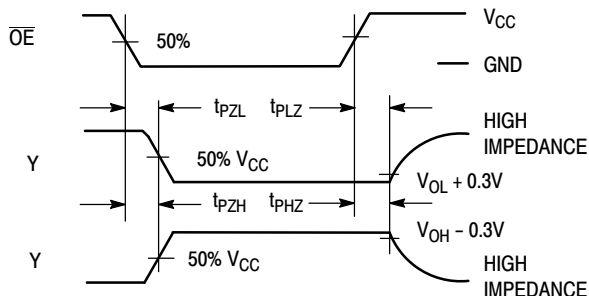 OE
50%
VCC
GND
tPZL tPLZ
HIGH
IMPEDANCE
Y
50% VCC
VOL + 0.3V
tPZH tPHZ
VOH − 0.3V
Y
50% VCC
HIGH
IMPEDANCE